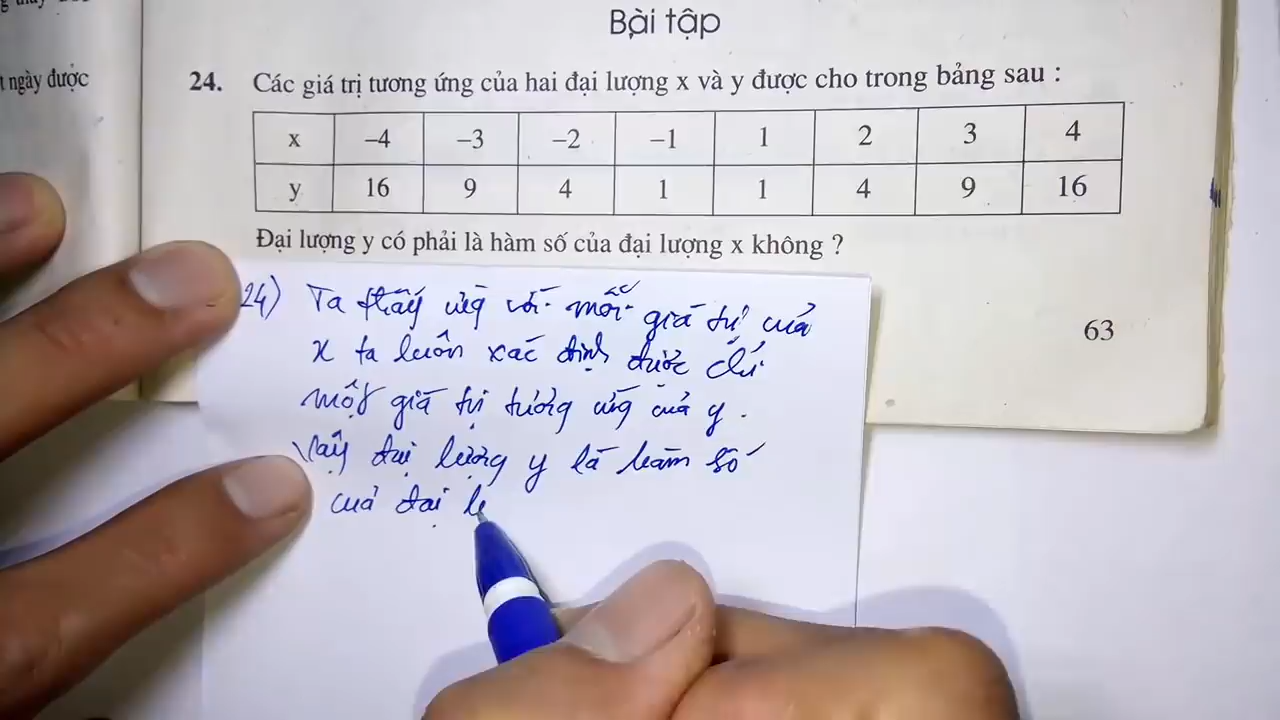 t ngày được
Bài tập
24. Các giá trị tương ứng của hai đại lượng x và y được cho trong bảng sau :
x –4 –3 –2 –1 1 2 3 4
y 16 9 4 1 1 4 9 16
Đại lượng y có phải là hàm số của đại lượng x không ?
63
24) Ta thấy ứng với mỗi giá trị của
x ta luôn xác định được chỉ
một giá trị tương ứng của y.
Vậy đại lượng y là hàm số
của đại l